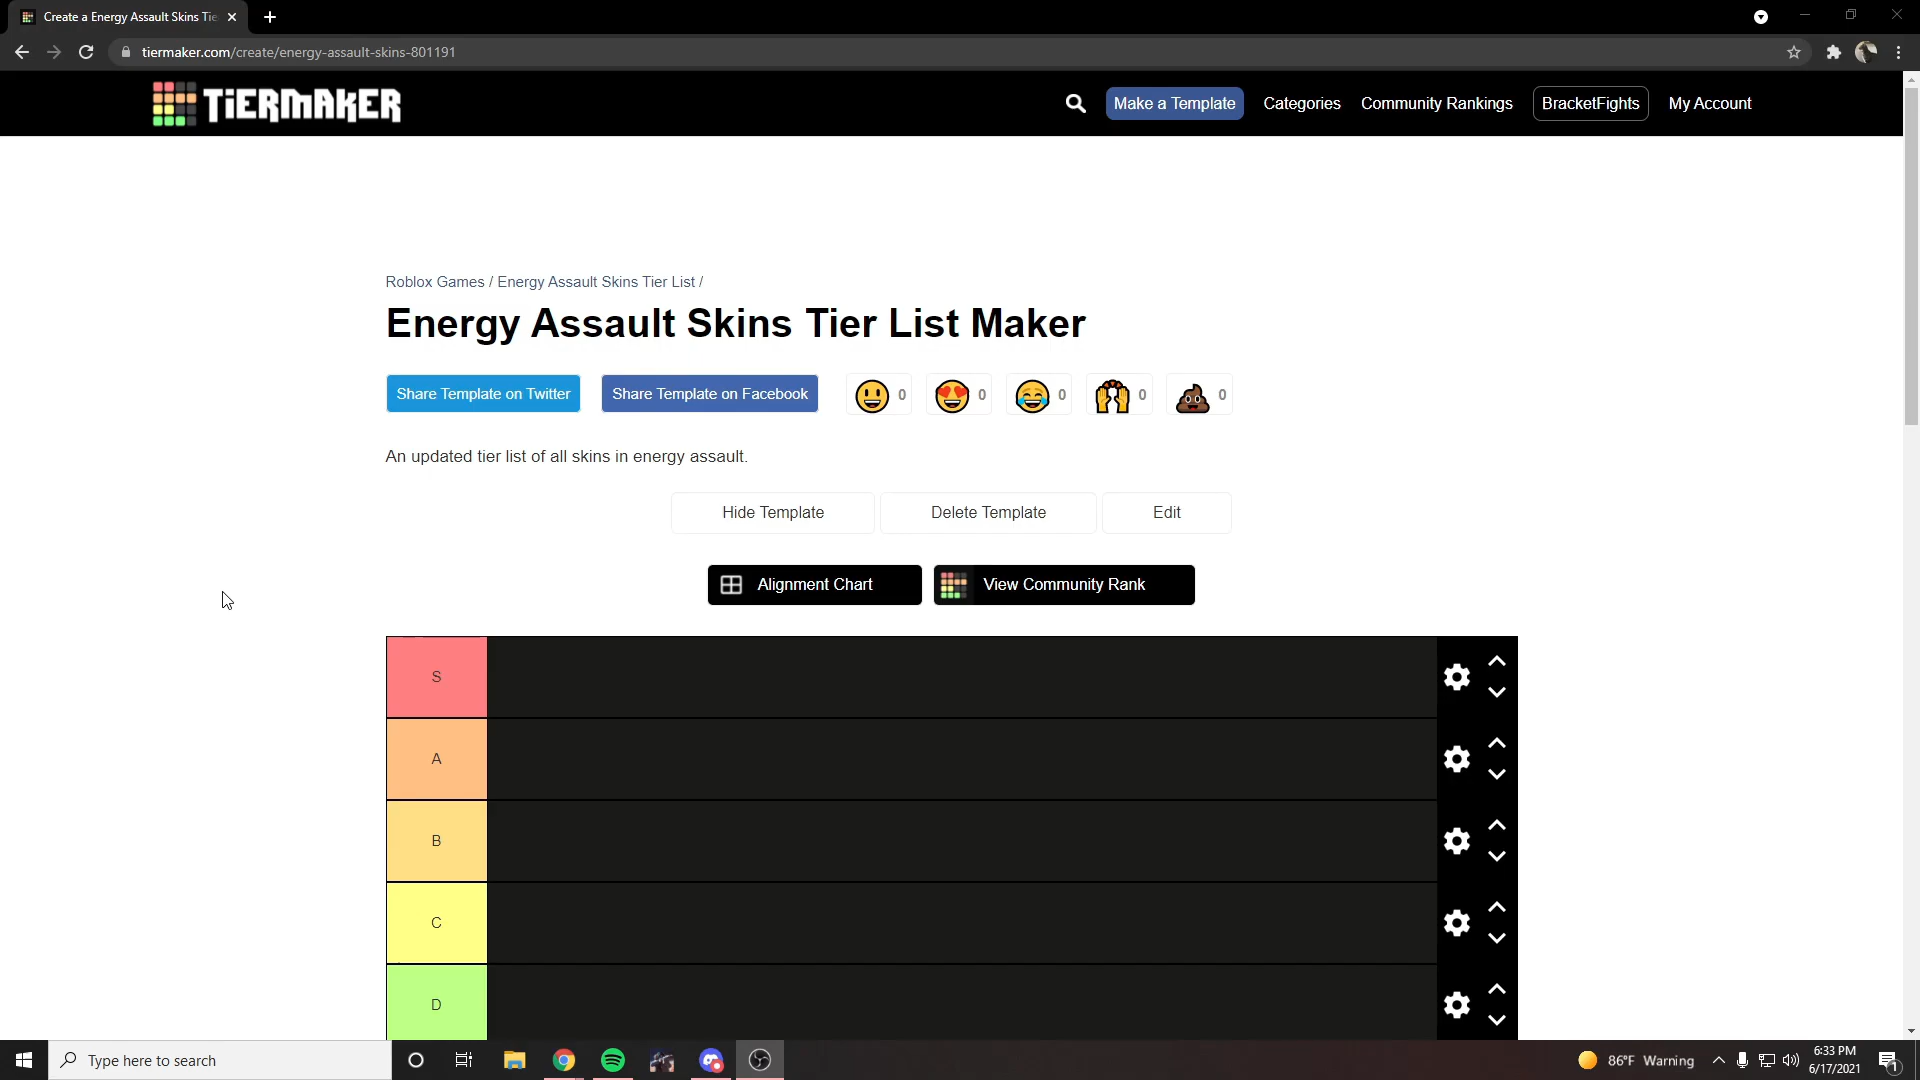 Create a Energy Assault Skins Tie
tiermaker.com/create/energy-assault-skins-801191
TiERMAKER
Make a Template
Categories
Community Rankings
BracketFights
My Account
Roblox Games / Energy Assault Skins Tier List /
Energy Assault Skins Tier List Maker
Share Template on Twitter
Share Template on Facebook
0
0
0
0
0
An updated tier list of all skins in energy assault.
Hide Template
Delete Template
Edit
Alignment Chart
View Community Rank
S
A
B
C
D
Type here to search
86°F Warning
6:33 PM
6/17/2021
1